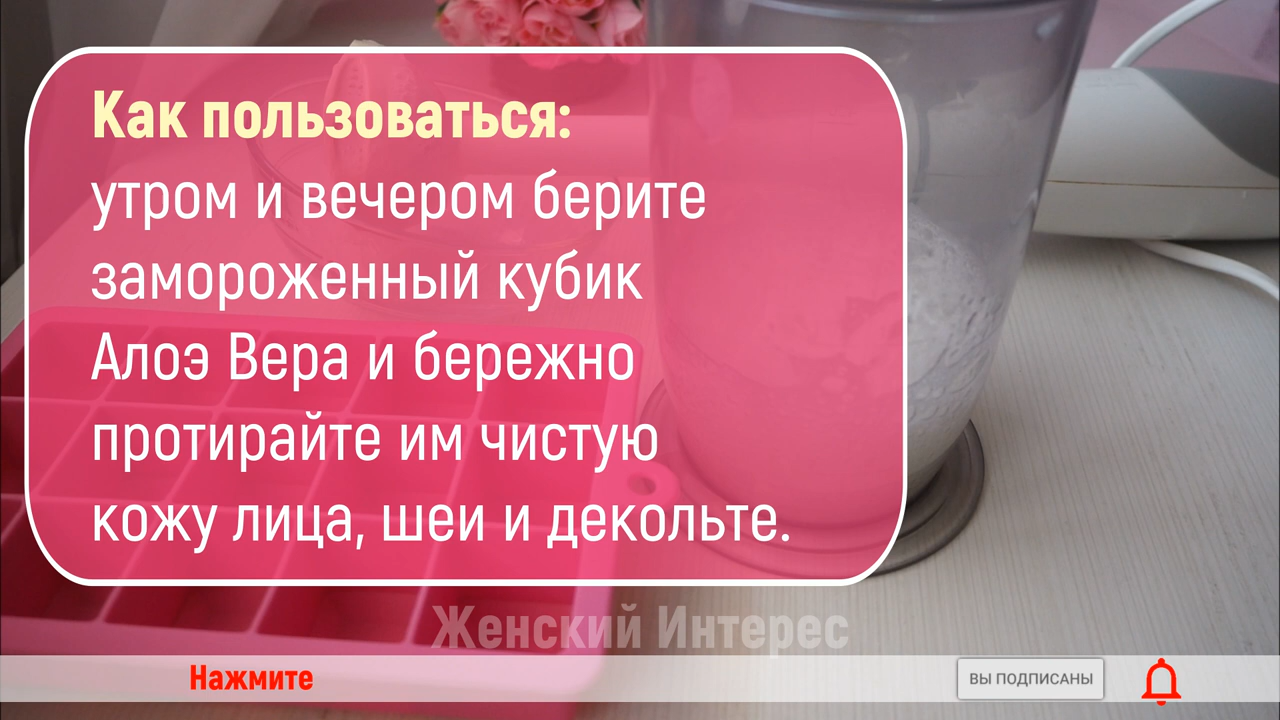 Как пользоваться:
утром и вечером берите
замороженный кубик
Алоэ Вера и бережно
протирайте им чистую
кожу лица, шеи и декольте.
Женский Интерес
Нажмите
ВЫ ПОДПИСАНЫ